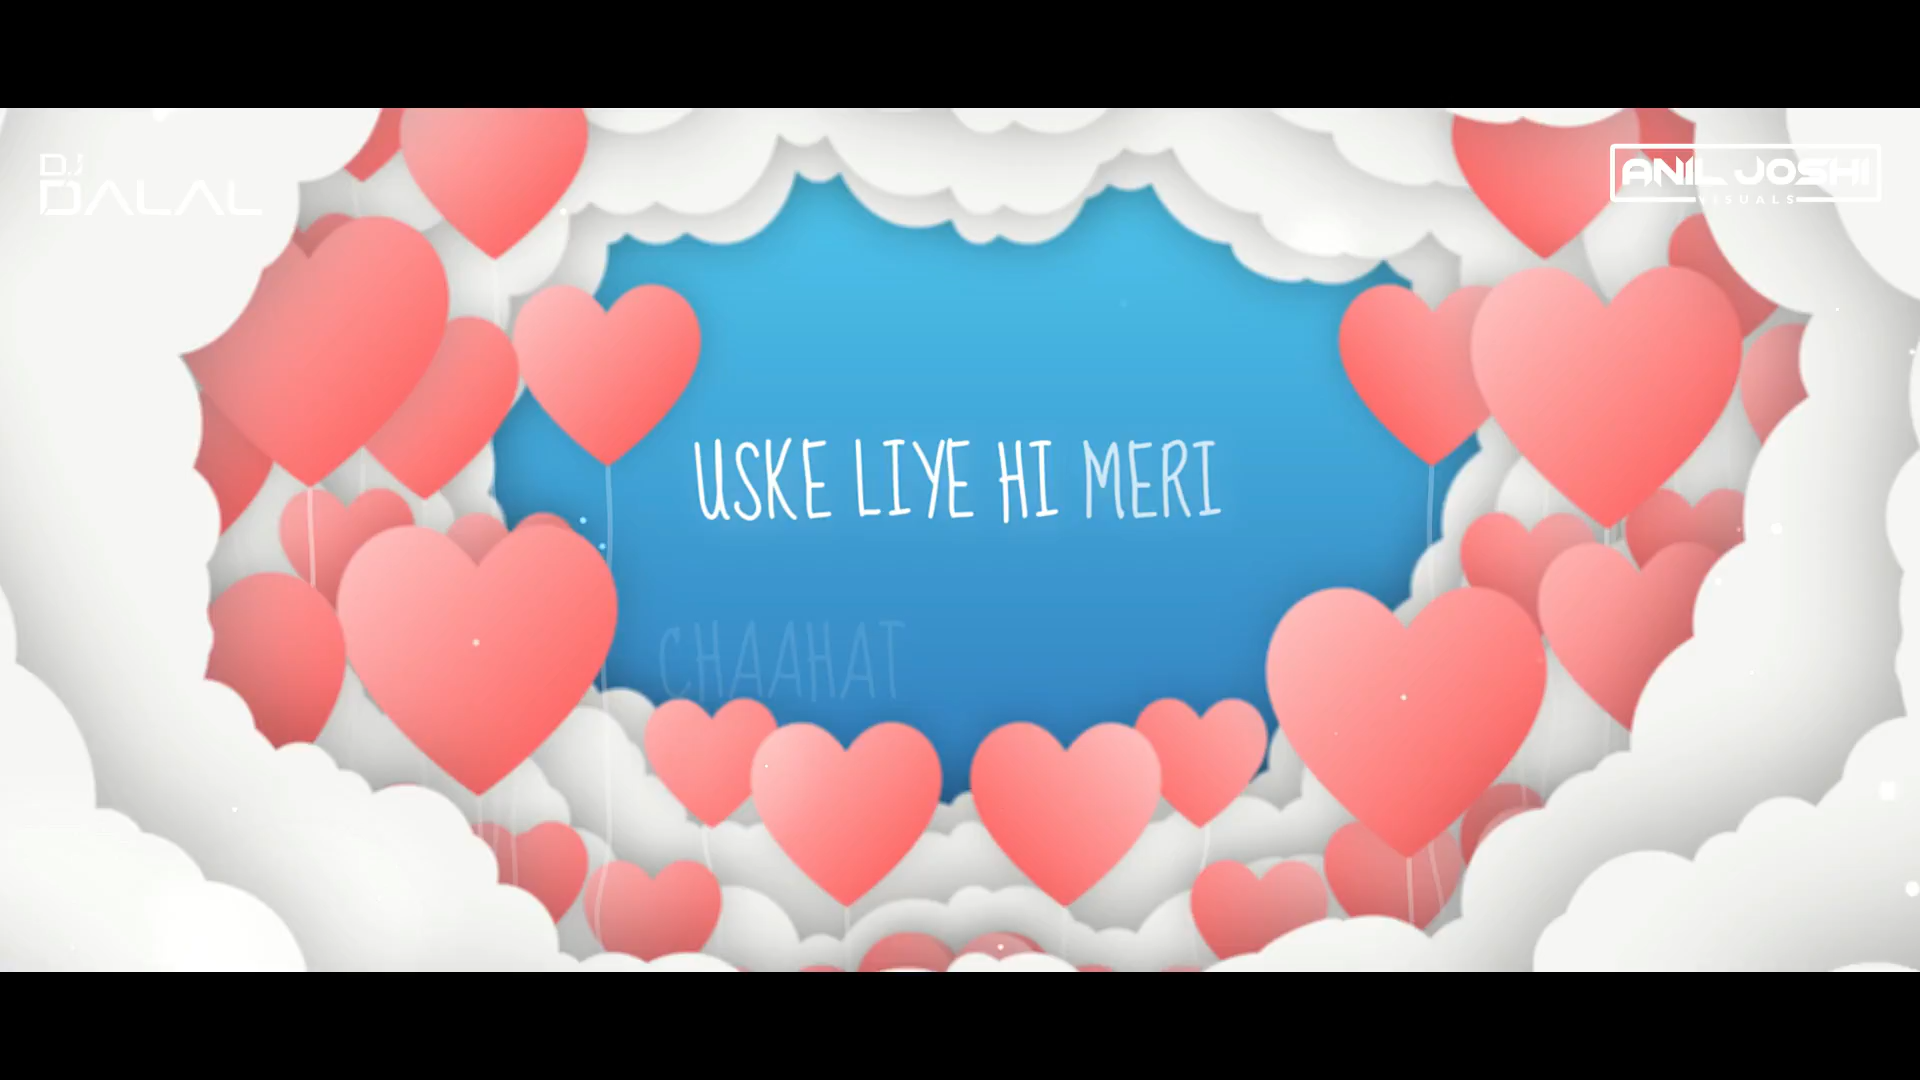 DJ
DALAL
ANIL JOSHI
VISUALS
USKE LIYE HI MERI
CHAAHAT